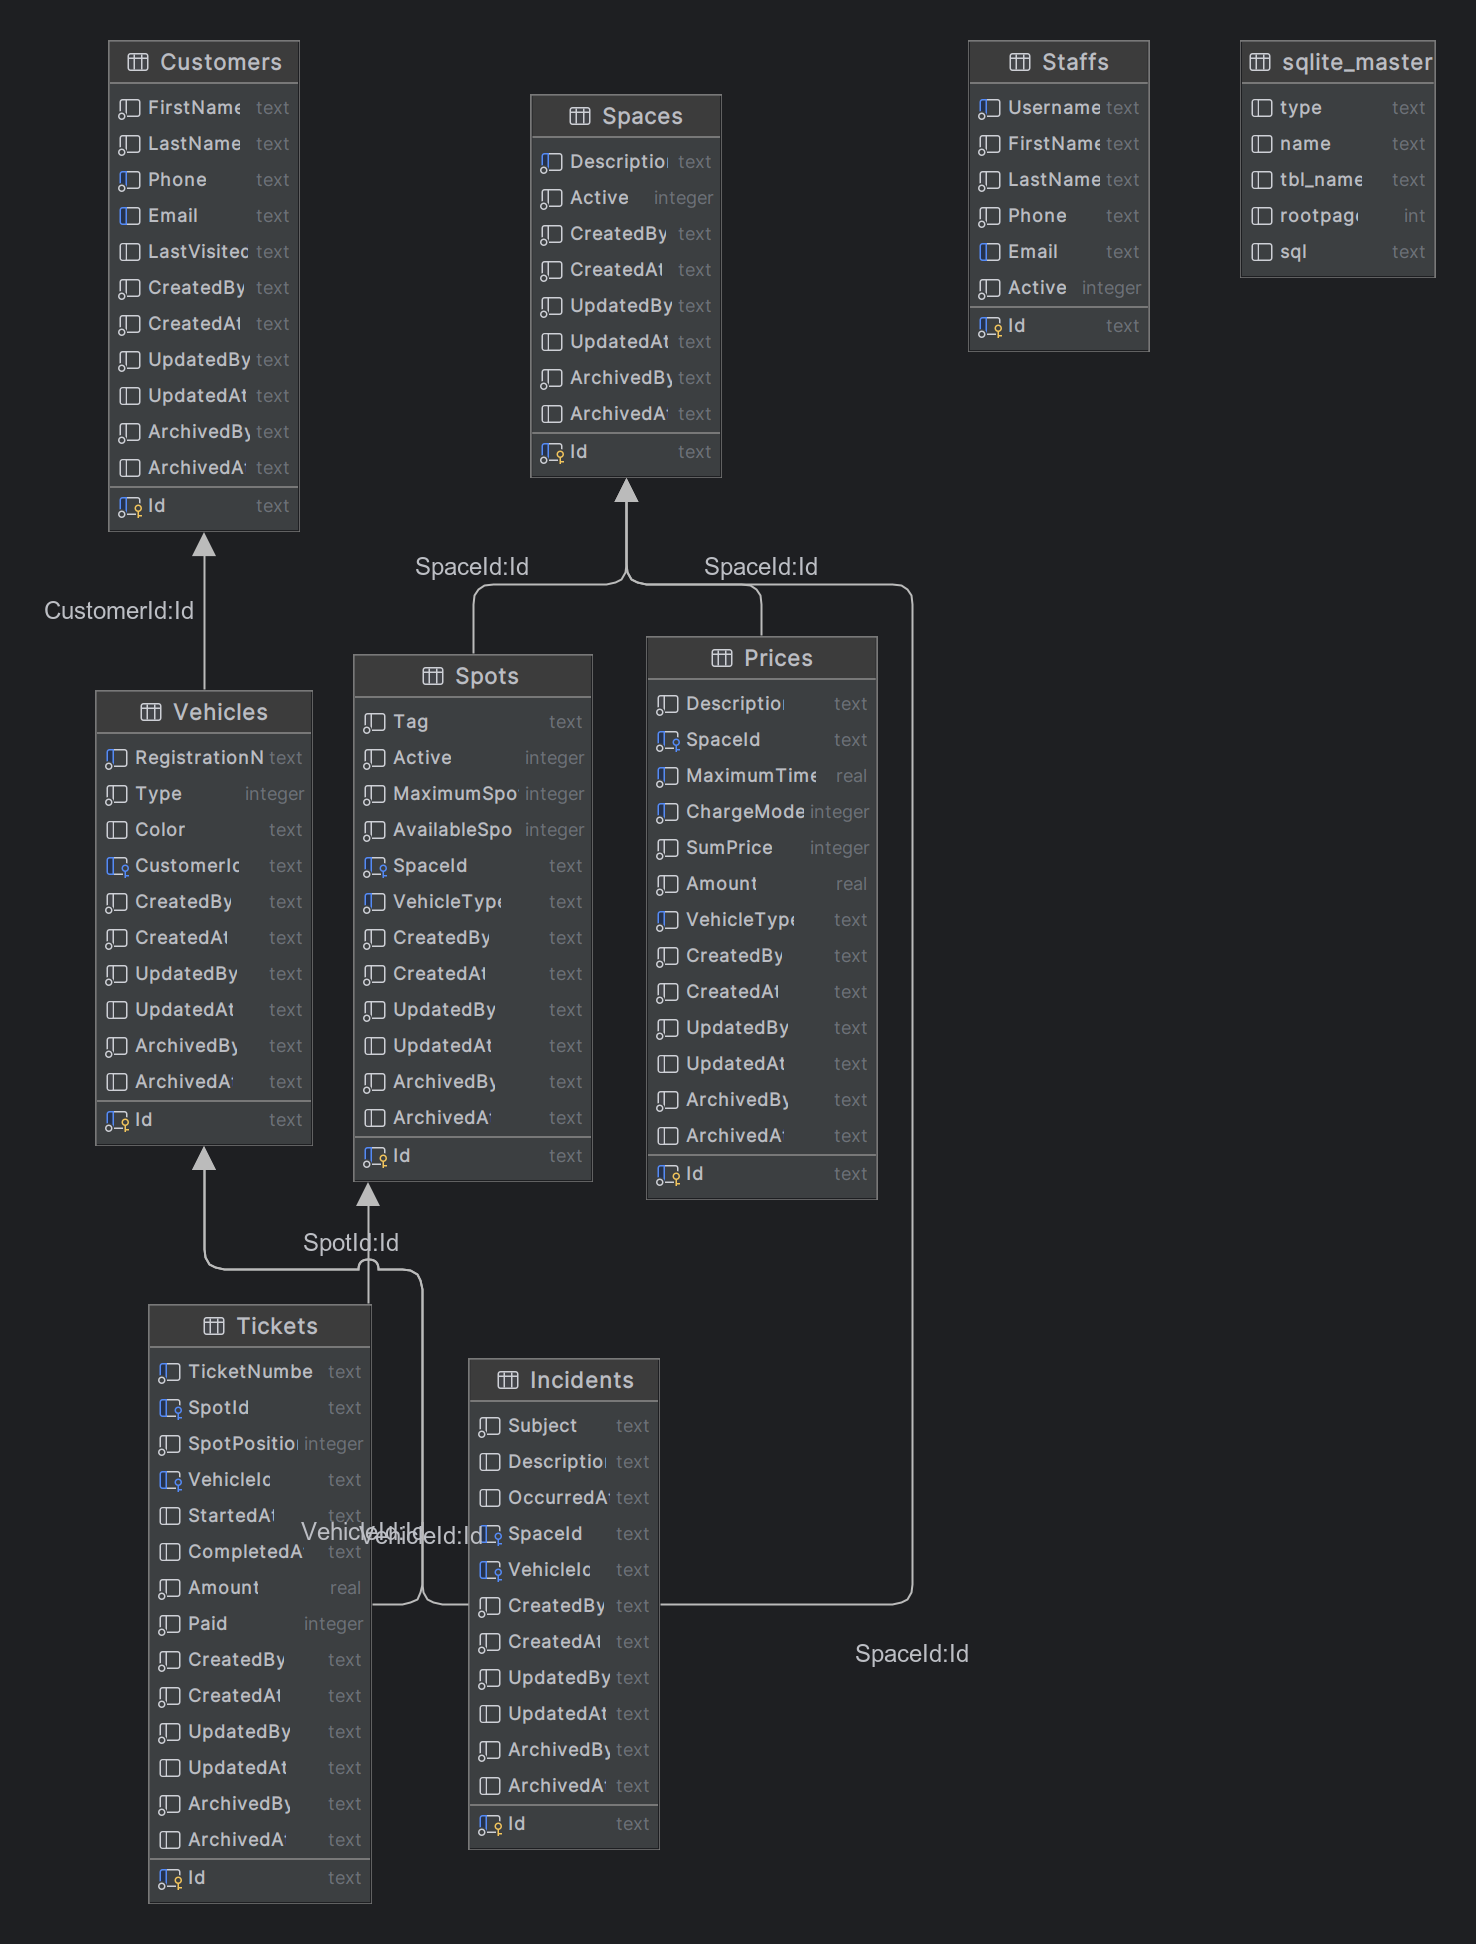 Customers
FirstName text
LastName text
Phone text
Email text
LastVisited text
CreatedBy text
CreatedAt text
UpdatedBy text
UpdatedAt text
ArchivedBy text
ArchivedA text
Id text
Spaces
Descriptio text
Active integer
CreatedBy text
CreatedAt text
UpdatedBy text
UpdatedAt text
ArchivedBy text
ArchivedA text
Id text
Staffs
Username text
FirstName text
LastName text
Phone text
Email text
Active integer
Id text
sqlite_master
type text
name text
tbl_name text
rootpage int
sql text
CustomerId:Id
SpaceId:Id
SpaceId:Id
Vehicles
RegistrationN text
Type integer
Color text
CustomerId text
CreatedBy text
CreatedAt text
UpdatedBy text
UpdatedAt text
ArchivedBy text
ArchivedA text
Id text
Spots
Tag text
Active integer
MaximumSpo integer
AvailableSpo integer
SpaceId text
VehicleType text
CreatedBy text
CreatedAt text
UpdatedBy text
UpdatedAt text
ArchivedBy text
ArchivedA text
Id text
Prices
Descriptio text
SpaceId text
MaximumTime real
ChargeMode integer
SumPrice integer
Amount real
VehicleType text
CreatedBy text
CreatedAt text
UpdatedBy text
UpdatedAt text
ArchivedBy text
ArchivedA text
Id text
SpotId:Id
Tickets
TicketNumbe text
SpotId text
SpotPosition integer
VehicleId text
StartedAt text
CompletedA text
Amount real
Paid integer
CreatedBy text
CreatedAt text
UpdatedBy text
UpdatedAt text
ArchivedBy text
ArchivedA text
Id text
VehicleId:Id
VehicleId:Id
Incidents
Subject text
Description text
OccurredAt text
SpaceId text
VehicleId text
CreatedBy text
CreatedAt text
UpdatedBy text
UpdatedAt text
ArchivedBy text
ArchivedA text
Id text
SpaceId:Id